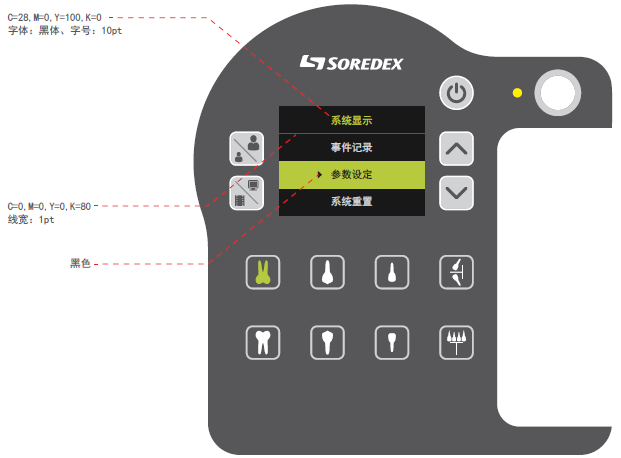 C=28,M=0,Y=100,K=0
字体：黑体、字号：10pt
SOREDEX
系统显示
事件记录
参数设定
系统重置
C=0,M=0,Y=0,K=80
线宽：1pt
黑色